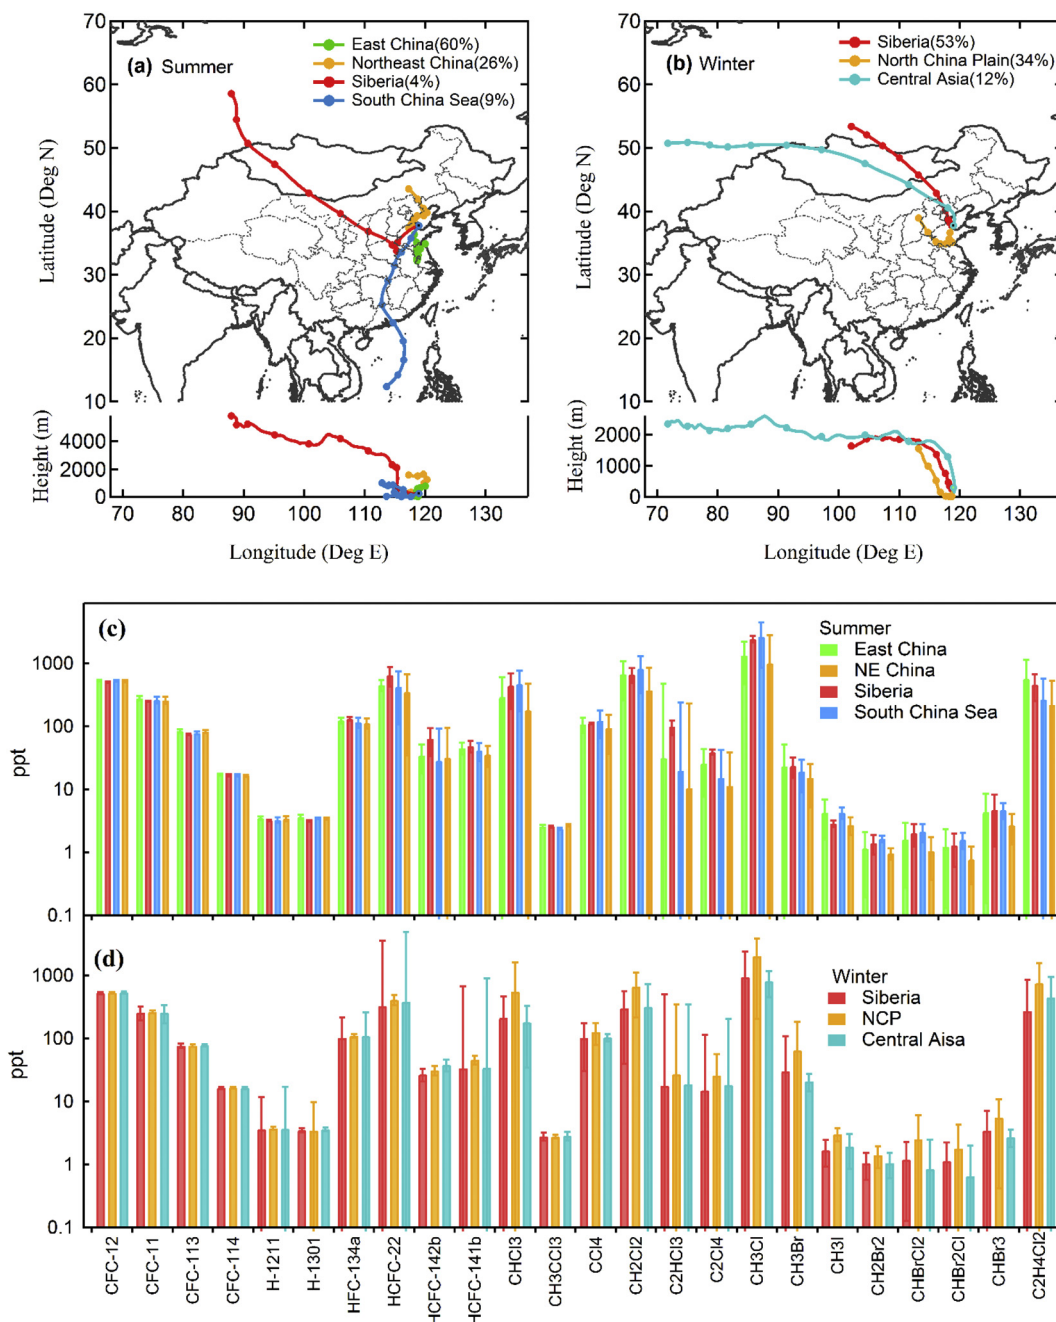 70
60
50
40
30
20
10
Latitude (Deg N)
(a) Summer
East China(60%)
Northeast China(26%)
Siberia(4%)
South China Sea(9%)
4000
2000
0
Height (m)
70 80 90 100 110 120 130
Longitude (Deg E)
70
60
50
40
30
20
10
Latitude (Deg N)
(b) Winter
Siberia(53%)
North China Plain(34%)
Central Asia(12%)
2000
1000
0
Height (m)
70 80 90 100 110 120 130
Longitude (Deg E)
(c)
Summer
East China
NE China
Siberia
South China Sea
1000
100
10
1
0.1
ppt
(d)
Winter
Siberia
NCP
Central Aisa
1000
100
10
1
0.1
ppt
CFC-12
CFC-11
CFC-113
CFC-114
H-1211
H-1301
HFC-134a
HCFC-22
HCFC-142b
HCFC-141b
CHCl3
CH3CCl3
CCl4
CH2Cl2
C2HCl3
C2Cl4
CH3Cl
CH3Br
CH3I
CH2Br2
CHBrCl2
CHBr2Cl
CHBr3
C2H4Cl2